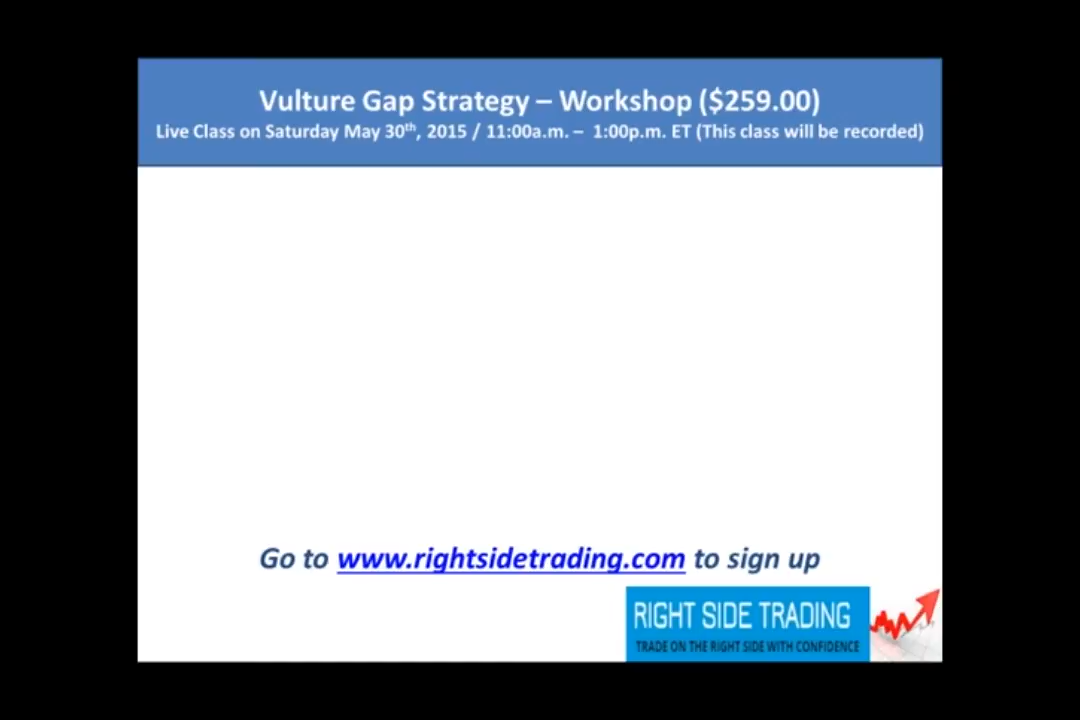 Vulture Gap Strategy – Workshop ($259.00)
Live Class on Saturday May 30th, 2015 / 11:00a.m. – 1:00p.m. ET (This class will be recorded)
Go to www.rightsidetrading.com to sign up
RIGHT SIDE TRADING
TRADE ON THE RIGHT SIDE WITH CONFIDENCE